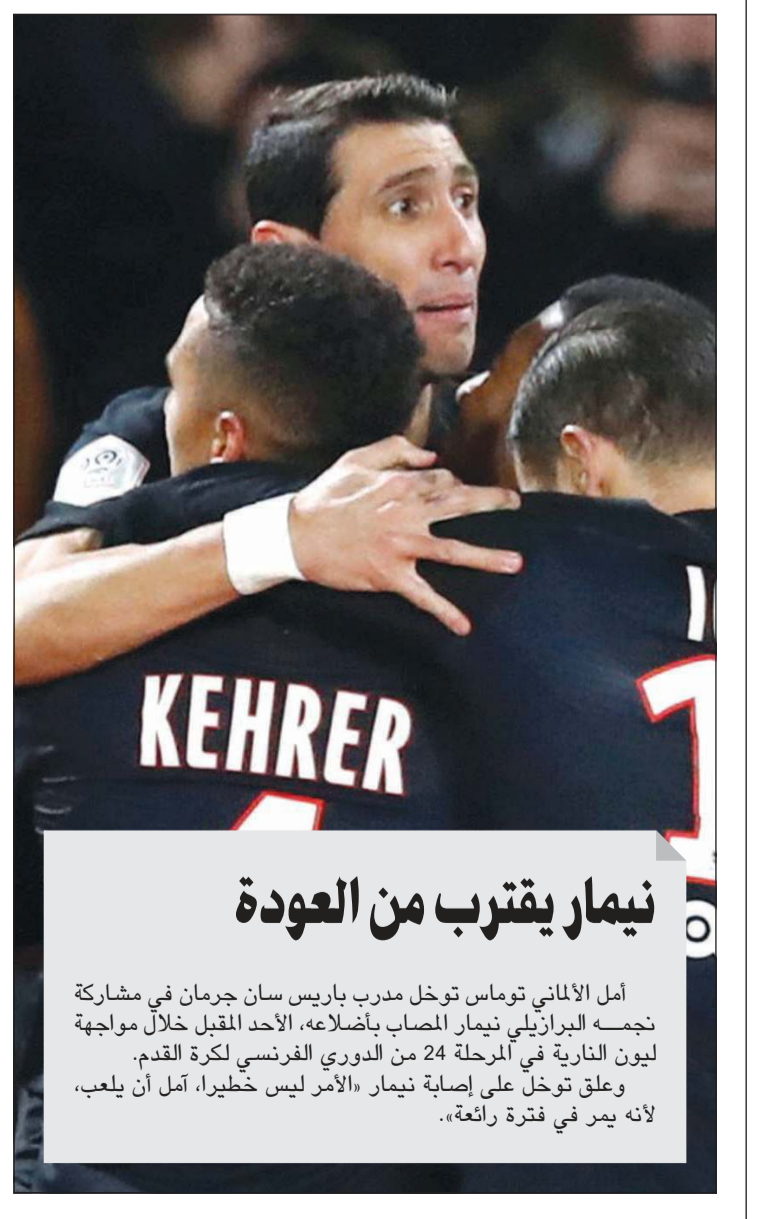 KEHRER
نيمار يقترب من العودة
أمل الألماني توماس توخل مدرب باريس سان جرمان في مشاركة
نجمـــه البرازيلي نيمار المصاب بأضلاعه، الأحد المقبل خلال مواجهة
ليون النارية في المرحلة 24 من الدوري الفرنسي لكرة القدم.
وعلق توخل على إصابة نيمار «الأمر ليس خطيرا، آمل أن يلعب،
لأنه يمر في فترة رائعة».